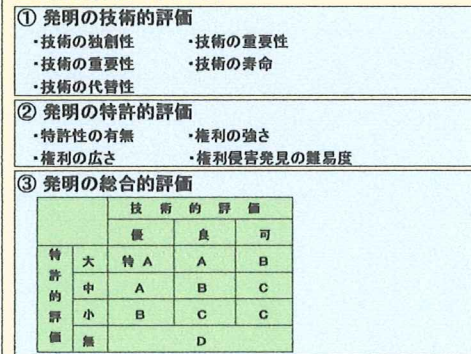 ① 発明の技術的評価
・技術の独創性 ・技術の重要性
・技術の重要性 ・技術の寿命
・技術の代替性
② 発明の特許的評価
・特許性の有無 ・権利の強さ
・権利の広さ ・権利侵害発見の難易度
③ 発明の総合的評価
技術的評価
優 良 可
特許的評価
大 特A A B
中 A B C
小 B C C
無 D